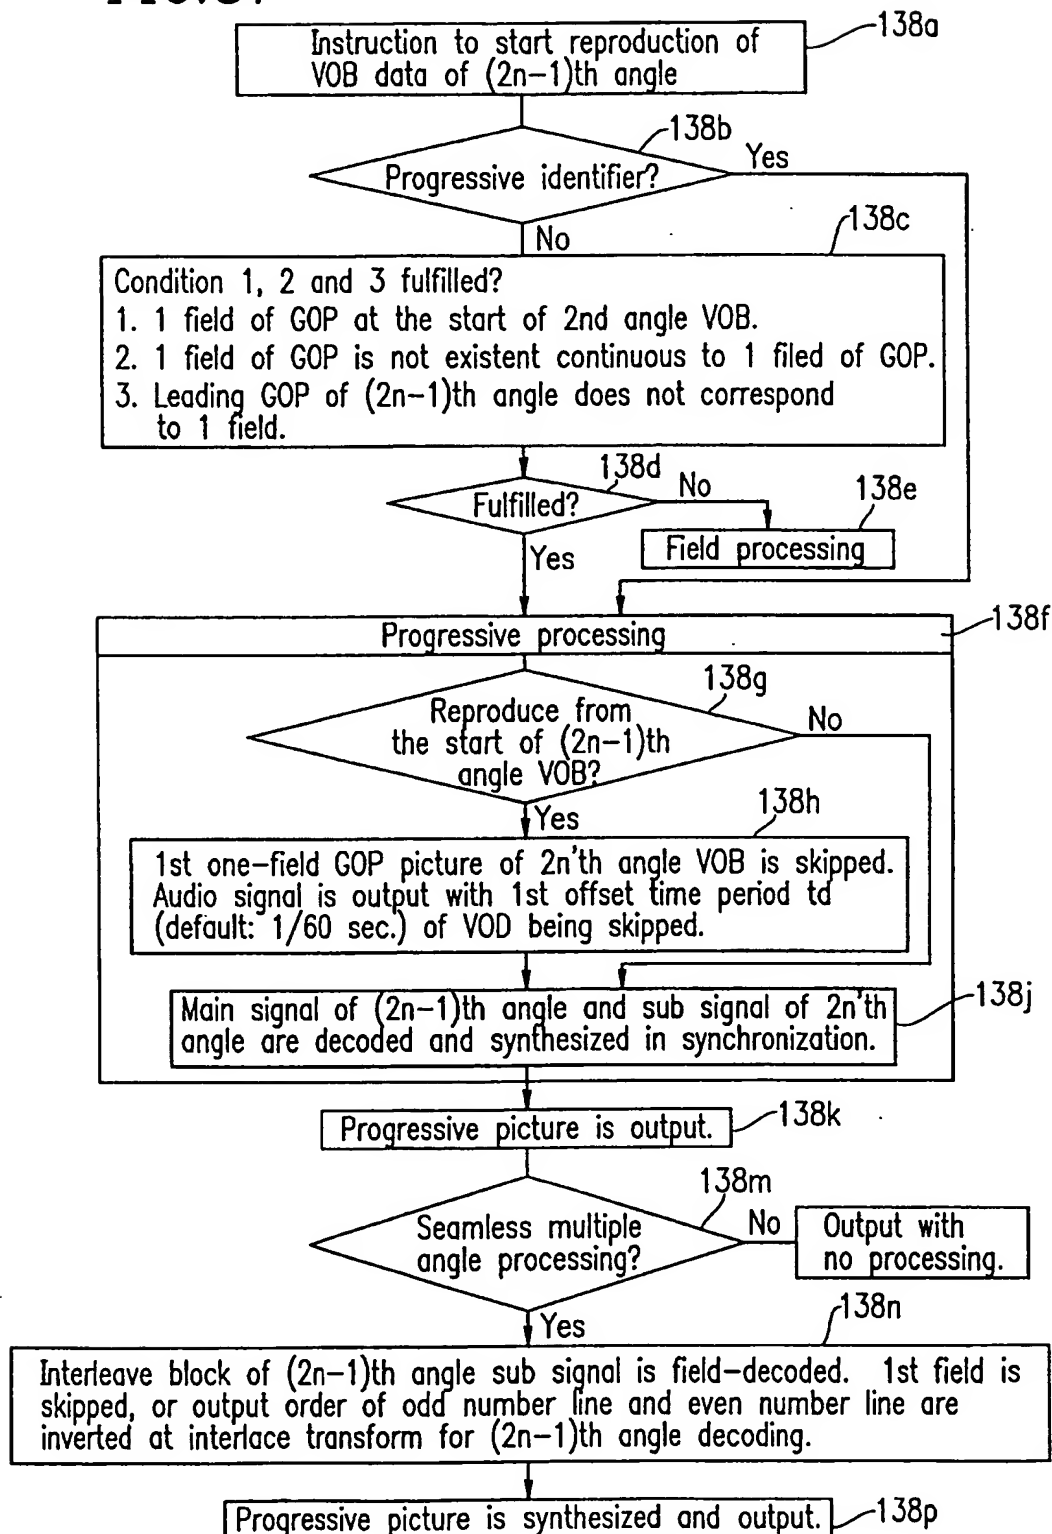 138a
Instruction to start reproduction of
VOB data of (2n-1)th angle
138b
Progressive identifier?
Yes
No
138c
Condition 1, 2 and 3 fulfilled?
1. 1 field of GOP at the start of 2nd angle VOB.
2. 1 field of GOP is not existent continuous to 1 filed of GOP.
3. Leading GOP of (2n-1)th angle does not correspond
to 1 field.
138d
Fulfilled?
No
138e
Field processing
Yes
138f
Progressive processing
138g
Reproduce from
the start of (2n-1)th
angle VOB?
No
Yes
138h
1st one-field GOP picture of 2n'th angle VOB is skipped.
Audio signal is output with 1st offset time period td
(default: 1/60 sec.) of VOD being skipped.
Main signal of (2n-1)th angle and sub signal of 2n'th
angle are decoded and synthesized in synchronization.
138j
Progressive picture is output.
138k
138m
Seamless multiple
angle processing?
No
Output with
no processing.
Yes
138n
Interleave block of (2n-1)th angle sub signal is field-decoded. 1st field is
skipped, or output order of odd number line and even number line are
inverted at interlace transform for (2n-1)th angle decoding.
Progressive picture is synthesized and output.
138p